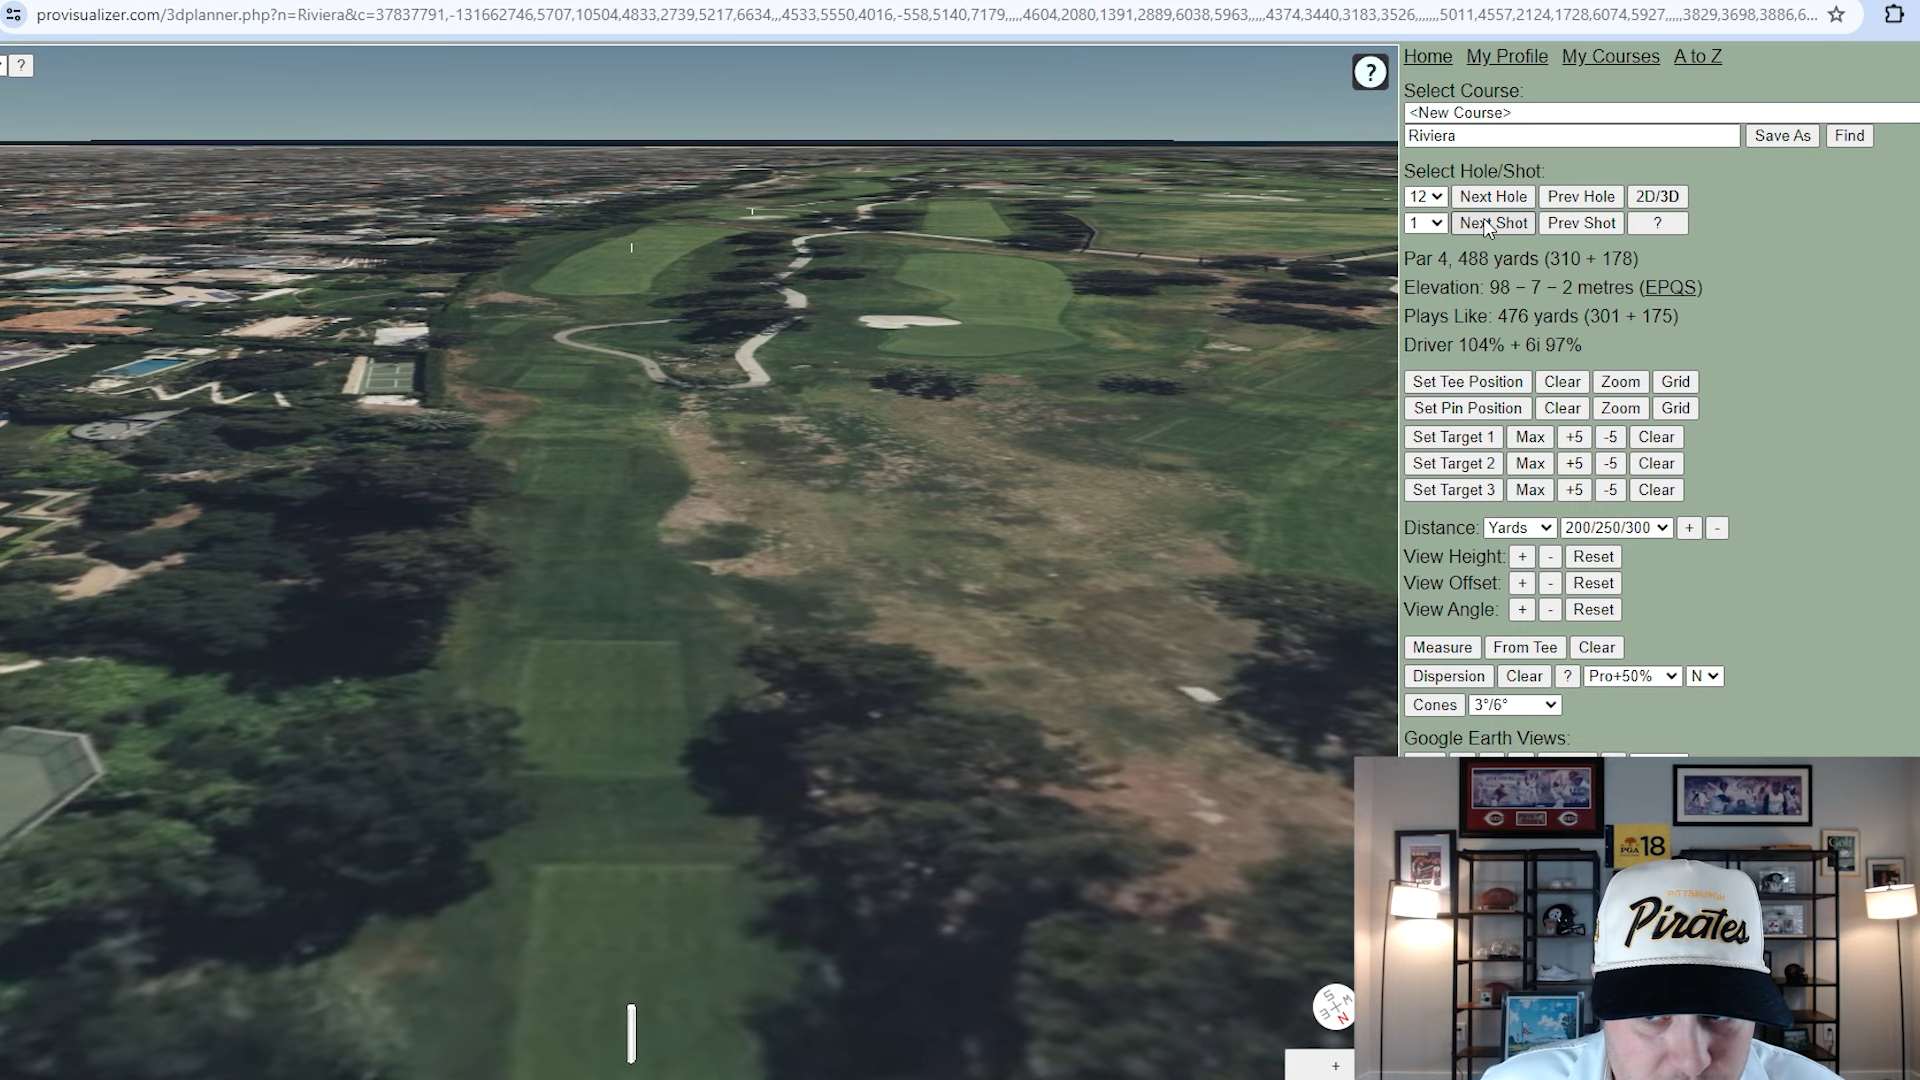 provisualizer.com/3dplanner.php?n=Riviera&c=37837791,-131662746,5707,10504,4833,2739,5217,6634,,,4533,5550,4016,-558,5140,7179,,,,,4604,2080,1391,2889,6038,5963,,,,,4374,3440,3183,3526,,,,,,,5011,4557,2124,1728,6074,5927,,,,,3829,3698,3886,6...
?
?
Home My Profile My Courses A to Z
Select Course:
<New Course>
Riviera Save As Find
Select Hole/Shot:
12 Next Hole Prev Hole 2D/3D
1 Next Shot Prev Shot ?
Par 4, 488 yards (310 + 178)
Elevation: 98 − 7 − 2 metres (EPQS)
Plays Like: 476 yards (301 + 175)
Driver 104% + 6i 97%
Set Tee Position Clear Zoom Grid
Set Pin Position Clear Zoom Grid
Set Target 1 Max +5 -5 Clear
Set Target 2 Max +5 -5 Clear
Set Target 3 Max +5 -5 Clear
Distance: Yards 200/250/300 + -
View Height: + - Reset
View Offset: + - Reset
View Angle: + - Reset
Measure From Tee Clear
Dispersion Clear ? Pro+50% N
Cones 3°/6°
Google Earth Views:
PGA 18
Golf
PITTSBURGH
Pirates
S
E
N
+